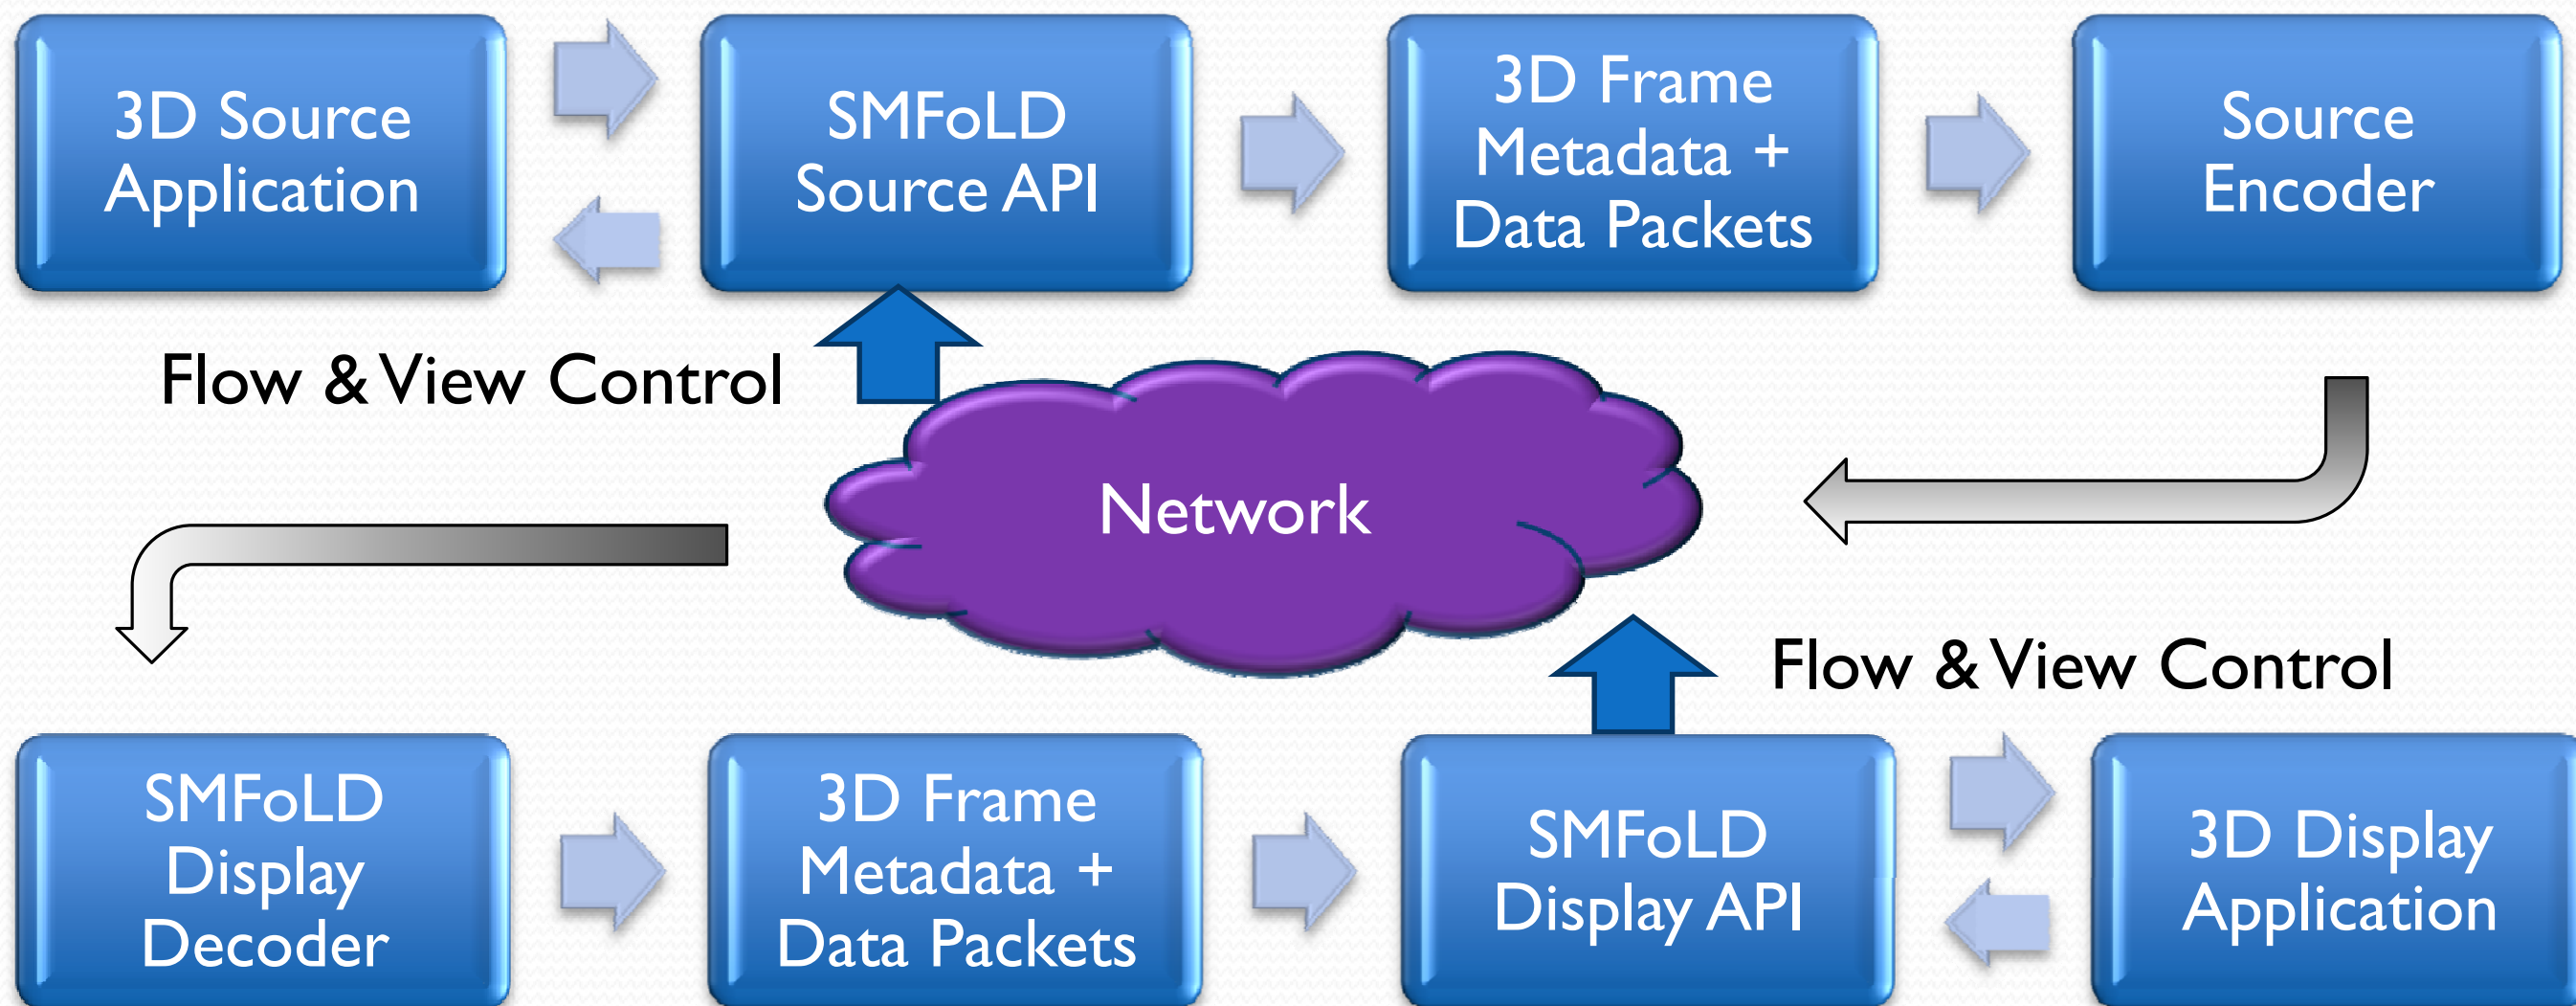 3D Source
Application
SMFoLD
Source API
3D Frame
Metadata +
Data Packets
Source
Encoder
Flow & View Control
Network
Flow & View Control
SMFoLD
Display
Decoder
3D Frame
Metadata +
Data Packets
SMFoLD
Display API
3D Display
Application